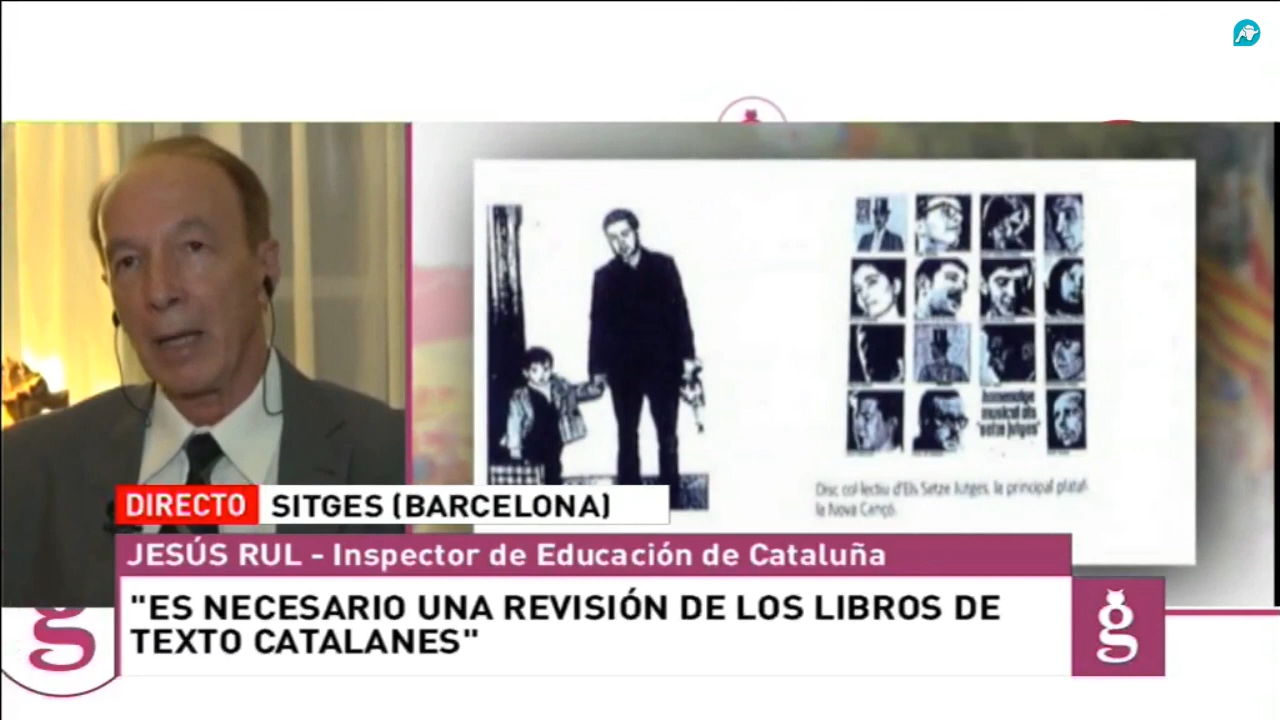 homenatge
musical als
"setze jutges"
Disc col·lectiu d'Els Setze Jutges, la principal plataf
la Nova Cançó.
DIRECTO SITGES (BARCELONA)
JESÚS RUL - Inspector de Educación de Cataluña
"ES NECESARIO UNA REVISIÓN DE LOS LIBROS DE
TEXTO CATALANES"
g
g